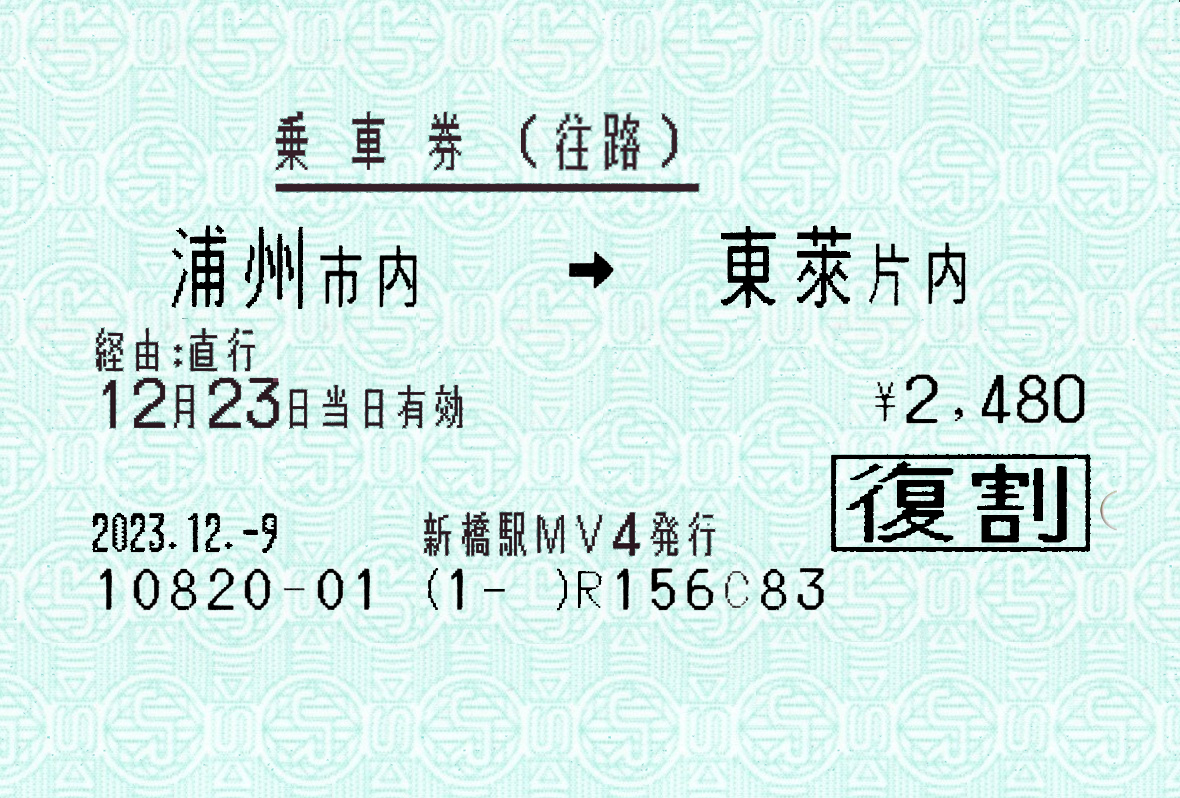 乗車券(往路)
浦州市内 → 東萊片内
経由:直行
12月23日当日有効 ¥2,480
復割
2023.12.-9 新橋駅MV4発行
10820-01 (1- )R156C83